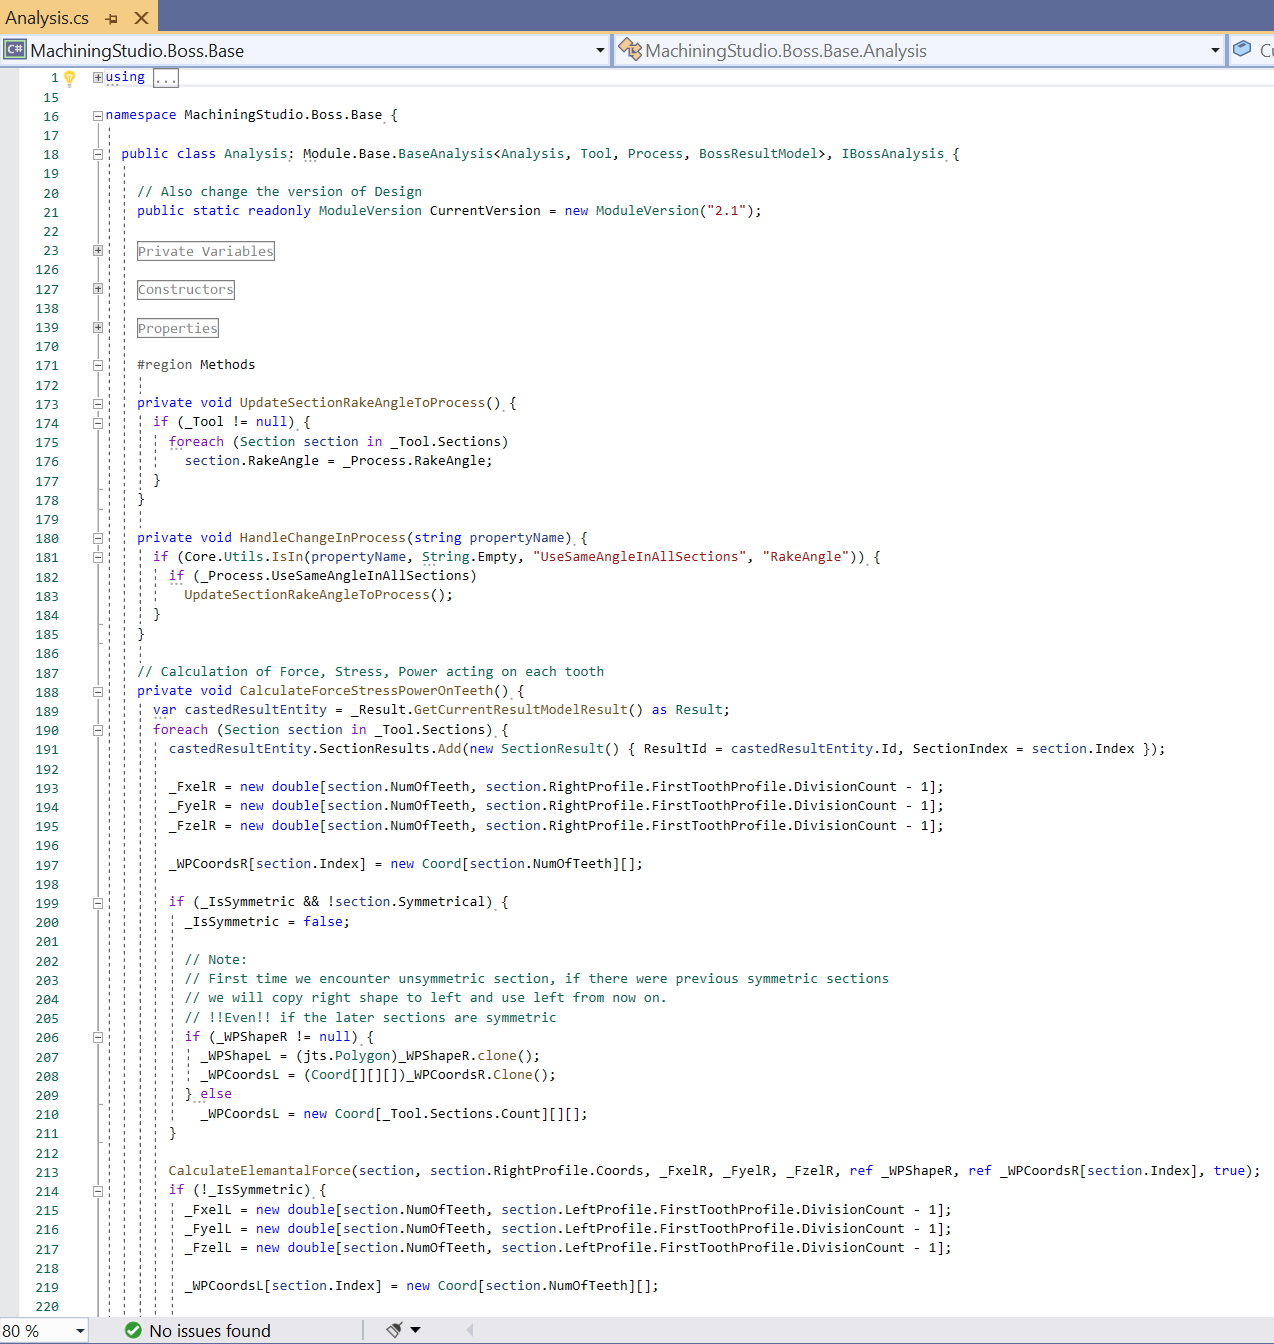 Analysis.cs
MachiningStudio.Boss.Base
MachiningStudio.Boss.Base.Analysis
1 using ...
15
16 namespace MachiningStudio.Boss.Base {
17
18 public class Analysis: Module.Base.BaseAnalysis<Analysis, Tool, Process, BossResultModel>, IBossAnalysis {
19
20 // Also change the version of Design
21 public static readonly ModuleVersion CurrentVersion = new ModuleVersion("2.1");
22
23 Private Variables
126
127 Constructors
138
139 Properties
170
171 #region Methods
172
173 private void UpdateSectionRakeAngleToProcess() {
174 if (_Tool != null) {
175 foreach (Section section in _Tool.Sections)
176 section.RakeAngle = _Process.RakeAngle;
177 }
178 }
179
180 private void HandleChangeInProcess(string propertyName) {
181 if (Core.Utils.IsIn(propertyName, String.Empty, "UseSameAngleInAllSections", "RakeAngle")) {
182 if (_Process.UseSameAngleInAllSections)
183 UpdateSectionRakeAngleToProcess();
184 }
185 }
186
187 // Calculation of Force, Stress, Power acting on each tooth
188 private void CalculateForceStressPowerOnTeeth() {
189 var castedResultEntity = _Result.GetCurrentResultModelResult() as Result;
190 foreach (Section section in _Tool.Sections) {
191 castedResultEntity.SectionResults.Add(new SectionResult() { ResultId = castedResultEntity.Id, SectionIndex = section.Index });
192
193 _FxelR = new double[section.NumOfTeeth, section.RightProfile.FirstToothProfile.DivisionCount - 1];
194 _FyelR = new double[section.NumOfTeeth, section.RightProfile.FirstToothProfile.DivisionCount - 1];
195 _FzelR = new double[section.NumOfTeeth, section.RightProfile.FirstToothProfile.DivisionCount - 1];
196
197 _WPCoordsR[section.Index] = new Coord[section.NumOfTeeth][];
198
199 if (_IsSymmetric && !section.Symmetrical) {
200 _IsSymmetric = false;
201
202 // Note:
203 // First time we encounter unsymmetric section, if there were previous symmetric sections
204 // we will copy right shape to left and use left from now on.
205 // !!Even!! if the later sections are symmetric
206 if (_WPShapeR != null) {
207 _WPShapeL = (jts.Polygon)_WPShapeR.clone();
208 _WPCoordsL = (Coord[][][])_WPCoordsR.Clone();
209 } else
210 _WPCoordsL = new Coord[_Tool.Sections.Count][][];
211 }
212
213 CalculateElemantalForce(section, section.RightProfile.Coords, _FxelR, _FyelR, _FzelR, ref _WPShapeR, ref _WPCoordsR[section.Index], true);
214 if (!_IsSymmetric) {
215 _FxelL = new double[section.NumOfTeeth, section.LeftProfile.FirstToothProfile.DivisionCount - 1];
216 _FyelL = new double[section.NumOfTeeth, section.LeftProfile.FirstToothProfile.DivisionCount - 1];
217 _FzelL = new double[section.NumOfTeeth, section.LeftProfile.FirstToothProfile.DivisionCount - 1];
218
219 _WPCoordsL[section.Index] = new Coord[section.NumOfTeeth][];
220
80 %
No issues found